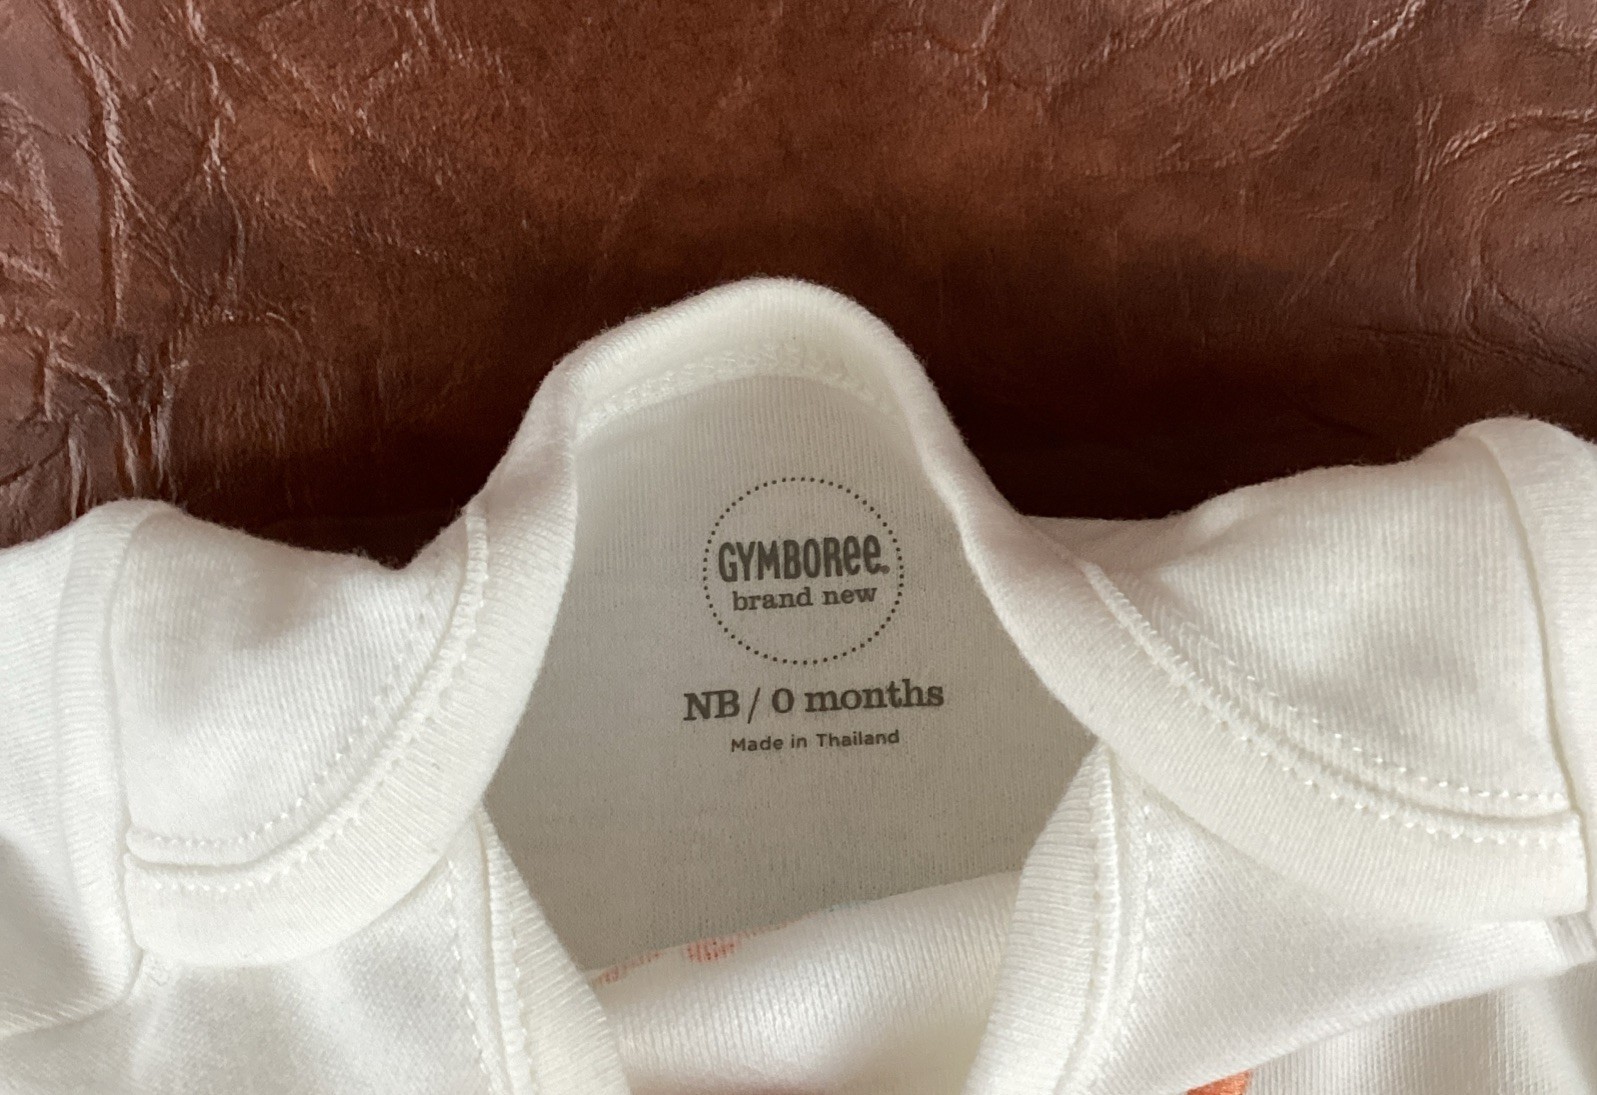 GYMBORee
brand new
NB / 0 months
Made in Thailand